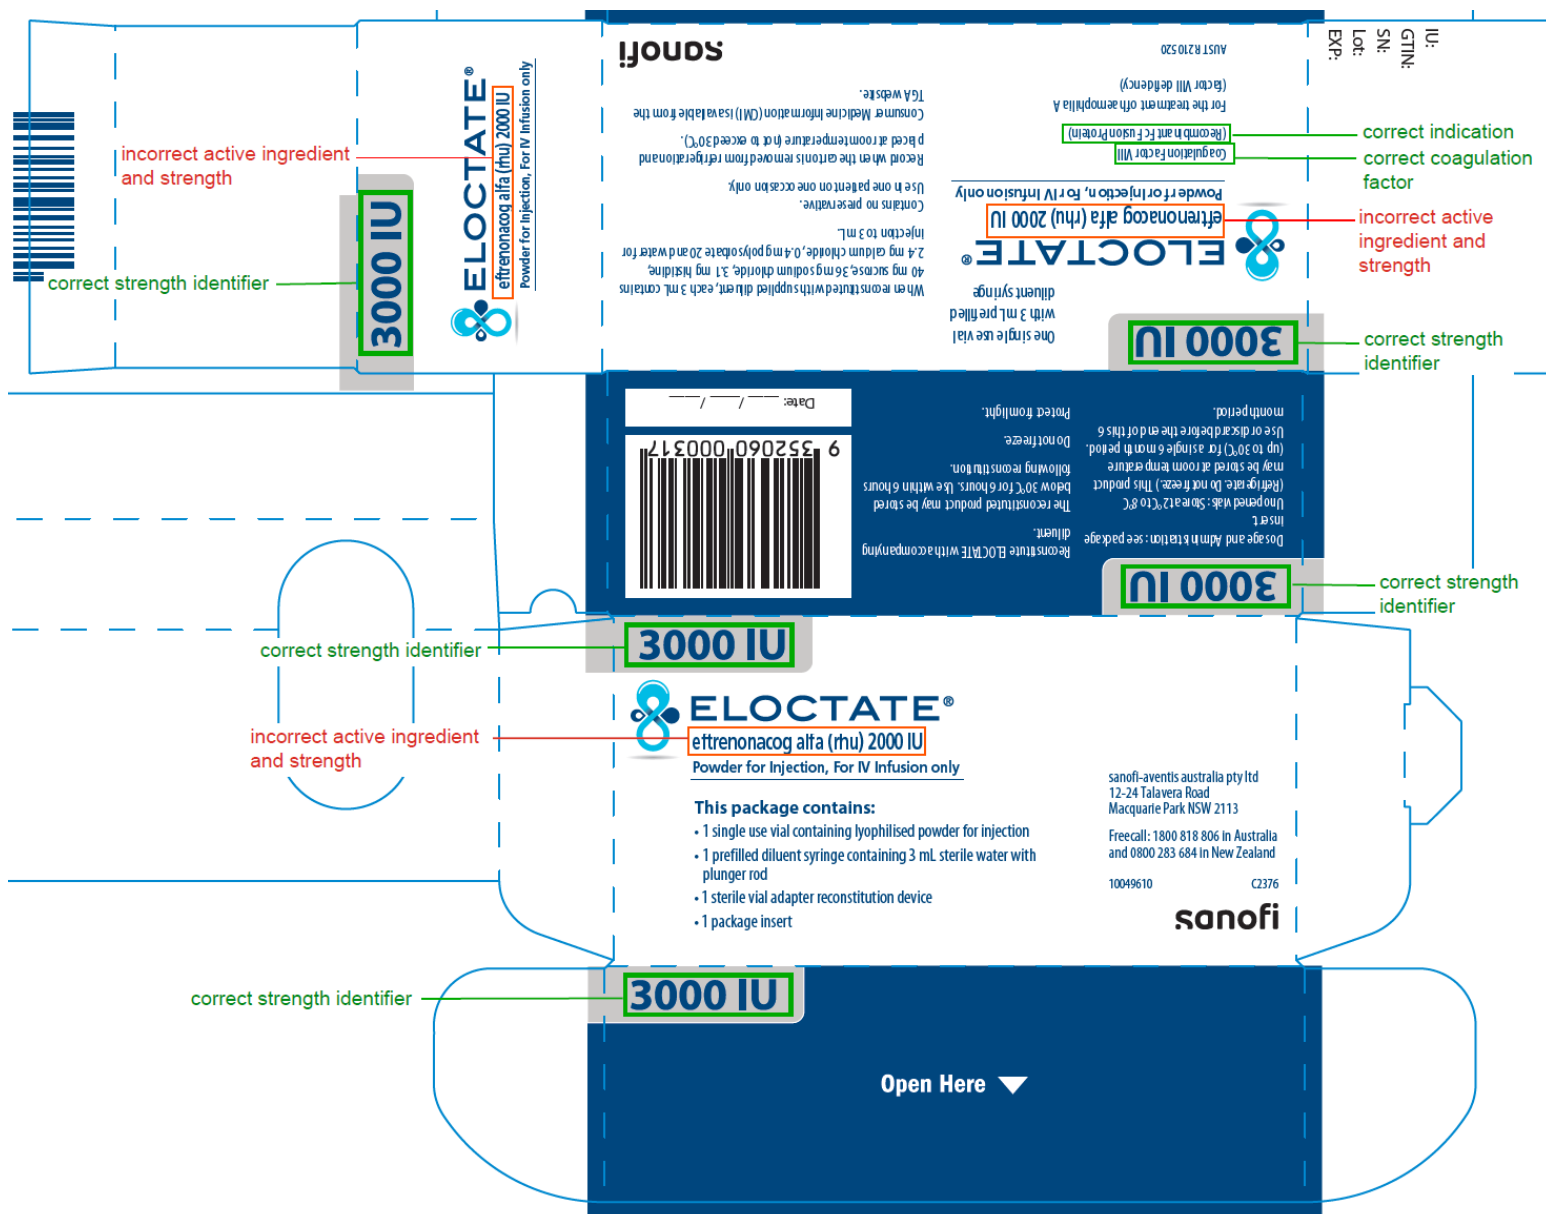 sanofi
AUST R 210520
(factor VIII deficiency)
For the treatment of haemophilia A
(Recombinant Fc Fusion Protein)
Coagulation Factor VIII
Powder for Injection, For IV Infusion only
eftrenonacog alfa (rhu) 2000 IU
ELOCTATE®
One single use vial
with 3 mL prefilled
diluent syringe
3000 IU
When reconstituted with supplied diluent, each 3 mL contains
40 mg sucrose, 36 mg sodium chloride, 3.1 mg histidine,
2.4 mg calcium chloride, 0.4 mg polysorbate 20 and water for
injection to 3 mL.
Contains no preservative.
Use in one patient on one occasion only.
Record when the carton is removed from refrigeration and
placed at room temperature (not to exceed 30°C).
Consumer Medicine Information (CMI) is available from the
TGA website.
IU:
GTIN:
SN:
Lot:
EXP:
ELOCTATE®
eftrenonacog alfa (rhu) 2000 IU
Powder for Injection, For IV Infusion only
3000 IU
incorrect active ingredient
and strength
correct strength identifier
correct indication
correct coagulation
factor
incorrect active
ingredient and
strength
correct strength
identifier
3000 IU
Dosage and Administration: see package
insert
Unopened vials: Store at 2°C to 8°C
(Refrigerate. Do not freeze.) This product
may be stored at room temperature
(up to 30°C) for a single 6 month period.
Use or discard before the end of this 6
month period.
Reconstitute ELOCTATE with accompanying
diluent.
The reconstituted product may be stored
below 30°C for 6 hours. Use within 6 hours
following reconstitution.
Do not freeze.
Protect from light.
9 352060 000317
Date: ____ /____ /____
correct strength
identifier
correct strength identifier
3000 IU
ELOCTATE®
eftrenonacog alfa (rhu) 2000 IU
Powder for Injection, For IV Infusion only
incorrect active ingredient
and strength
This package contains:
• 1 single use vial containing lyophilised powder for injection
• 1 prefilled diluent syringe containing 3 mL sterile water with
plunger rod
• 1 sterile vial adapter reconstitution device
• 1 package insert
sanofi-aventis australia pty ltd
12-24 Talavera Road
Macquarie Park NSW 2113
Freecall: 1800 818 806 in Australia
and 0800 283 684 in New Zealand
10049610 C2376
sanofi
correct strength identifier
3000 IU
Open Here